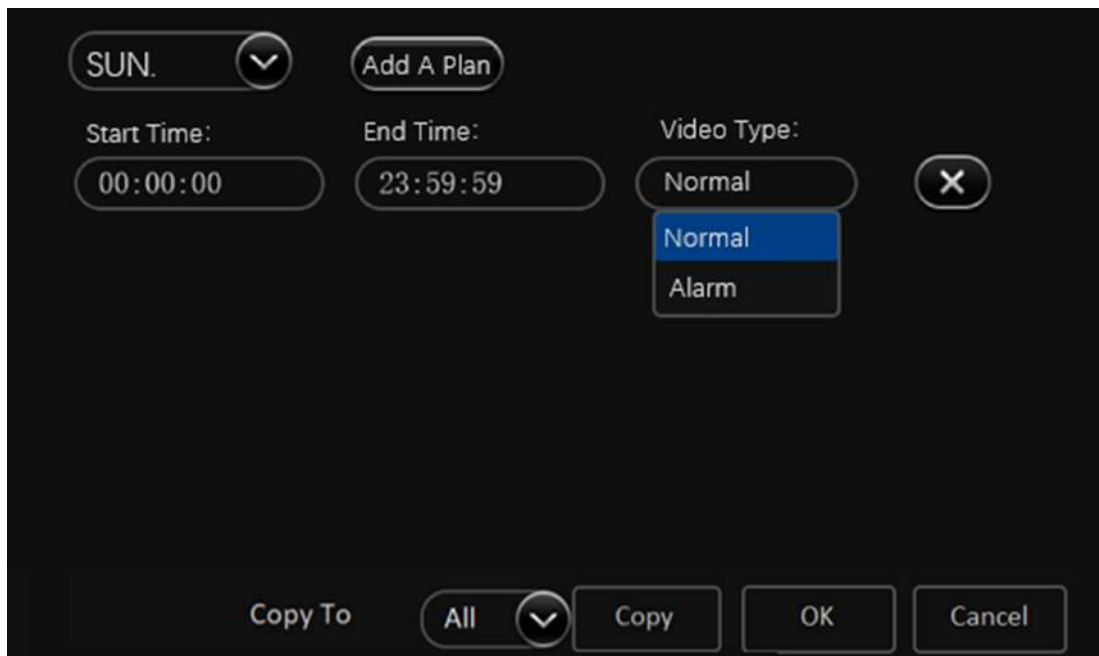 SUN. Add A Plan
Start Time: End Time: Video Type:
00:00:00 23:59:59 Normal
Normal
Alarm
Copy To All Copy OK Cancel